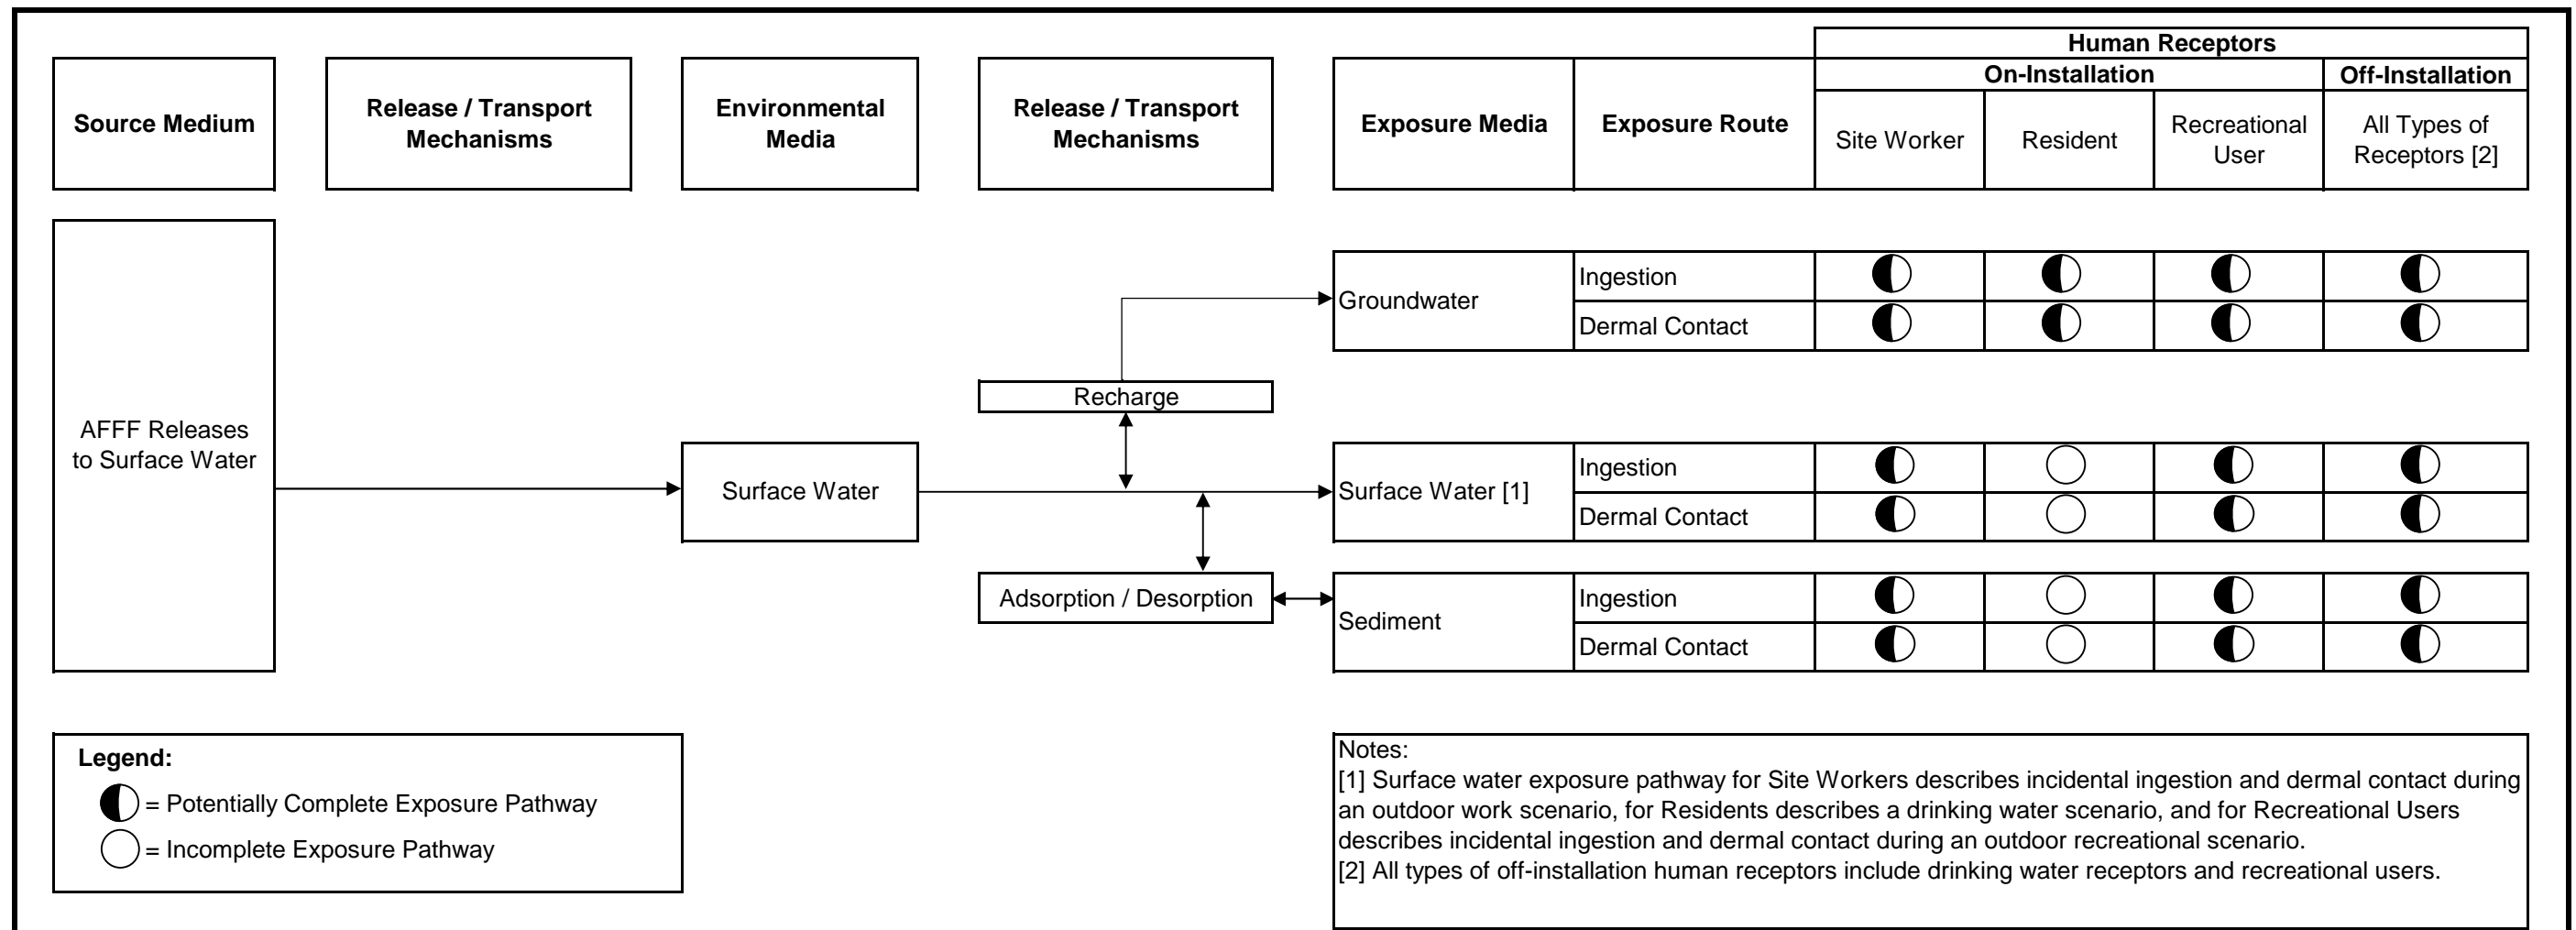 Human Receptors
On-Installation
Off-Installation
Source Medium
Release / Transport
Mechanisms
Environmental
Media
Release / Transport
Mechanisms
Exposure Media
Exposure Route
Site Worker
Resident
Recreational
User
All Types of
Receptors [2]
AFFF Releases
to Surface Water
Surface Water
Recharge
Adsorption / Desorption
Groundwater
Ingestion
Dermal Contact
Surface Water [1]
Ingestion
Dermal Contact
Sediment
Ingestion
Dermal Contact
Legend:
= Potentially Complete Exposure Pathway
= Incomplete Exposure Pathway
Notes:
[1] Surface water exposure pathway for Site Workers describes incidental ingestion and dermal contact during
an outdoor work scenario, for Residents describes a drinking water scenario, and for Recreational Users
describes incidental ingestion and dermal contact during an outdoor recreational scenario.
[2] All types of off-installation human receptors include drinking water receptors and recreational users.